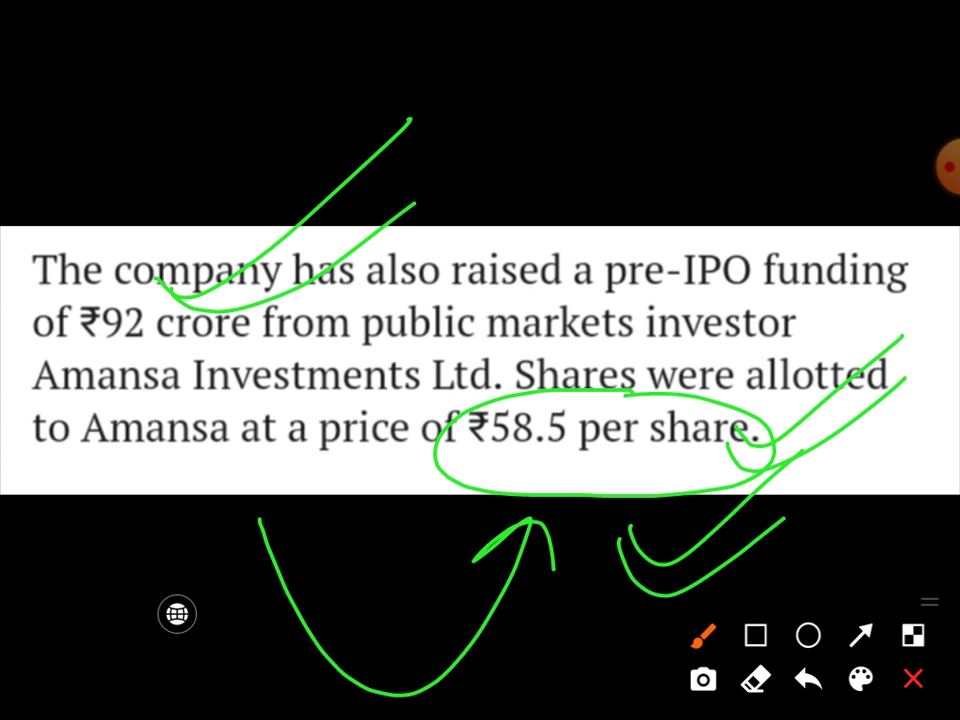 The company has also raised a pre-IPO funding
of ₹92 crore from public markets investor
Amansa Investments Ltd. Shares were allotted
to Amansa at a price of ₹58.5 per share.